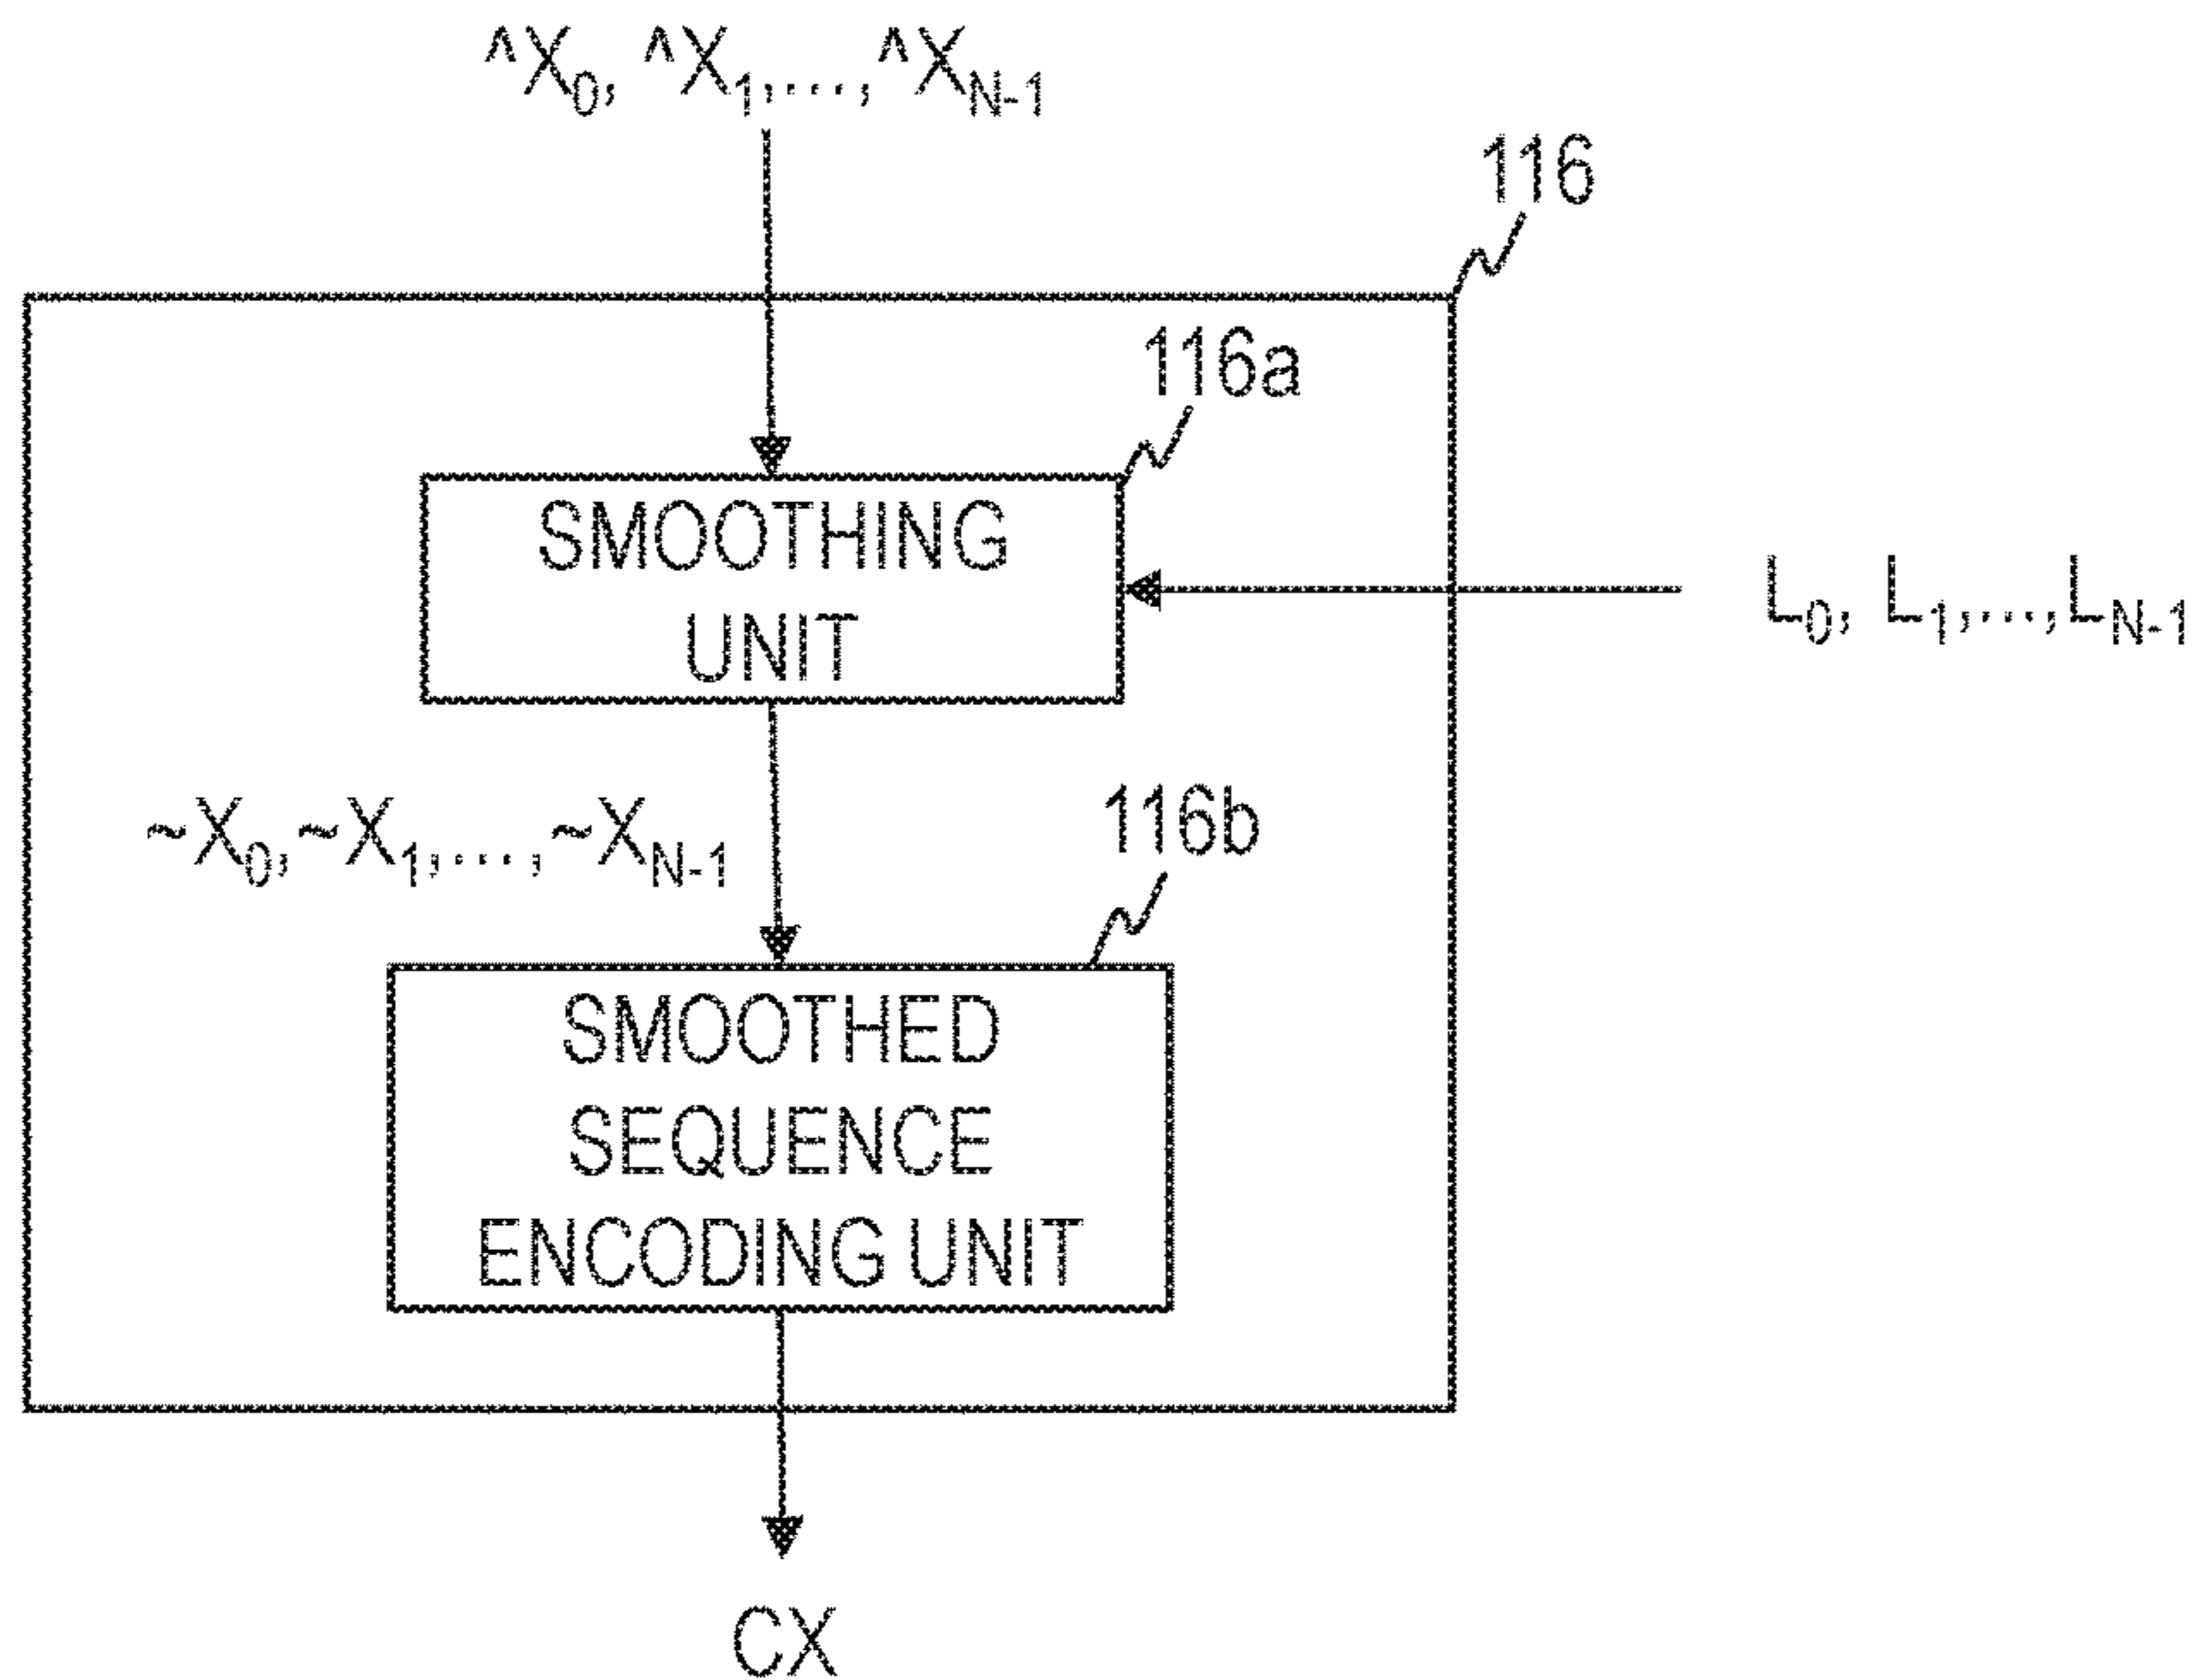 ^X0, ^X1,...,^XN-1
116
116a
SMOOTHING
UNIT
L0, L1,...,LN-1
~X0,~X1,...,~XN-1
116b
SMOOTHED
SEQUENCE
ENCODING UNIT
CX